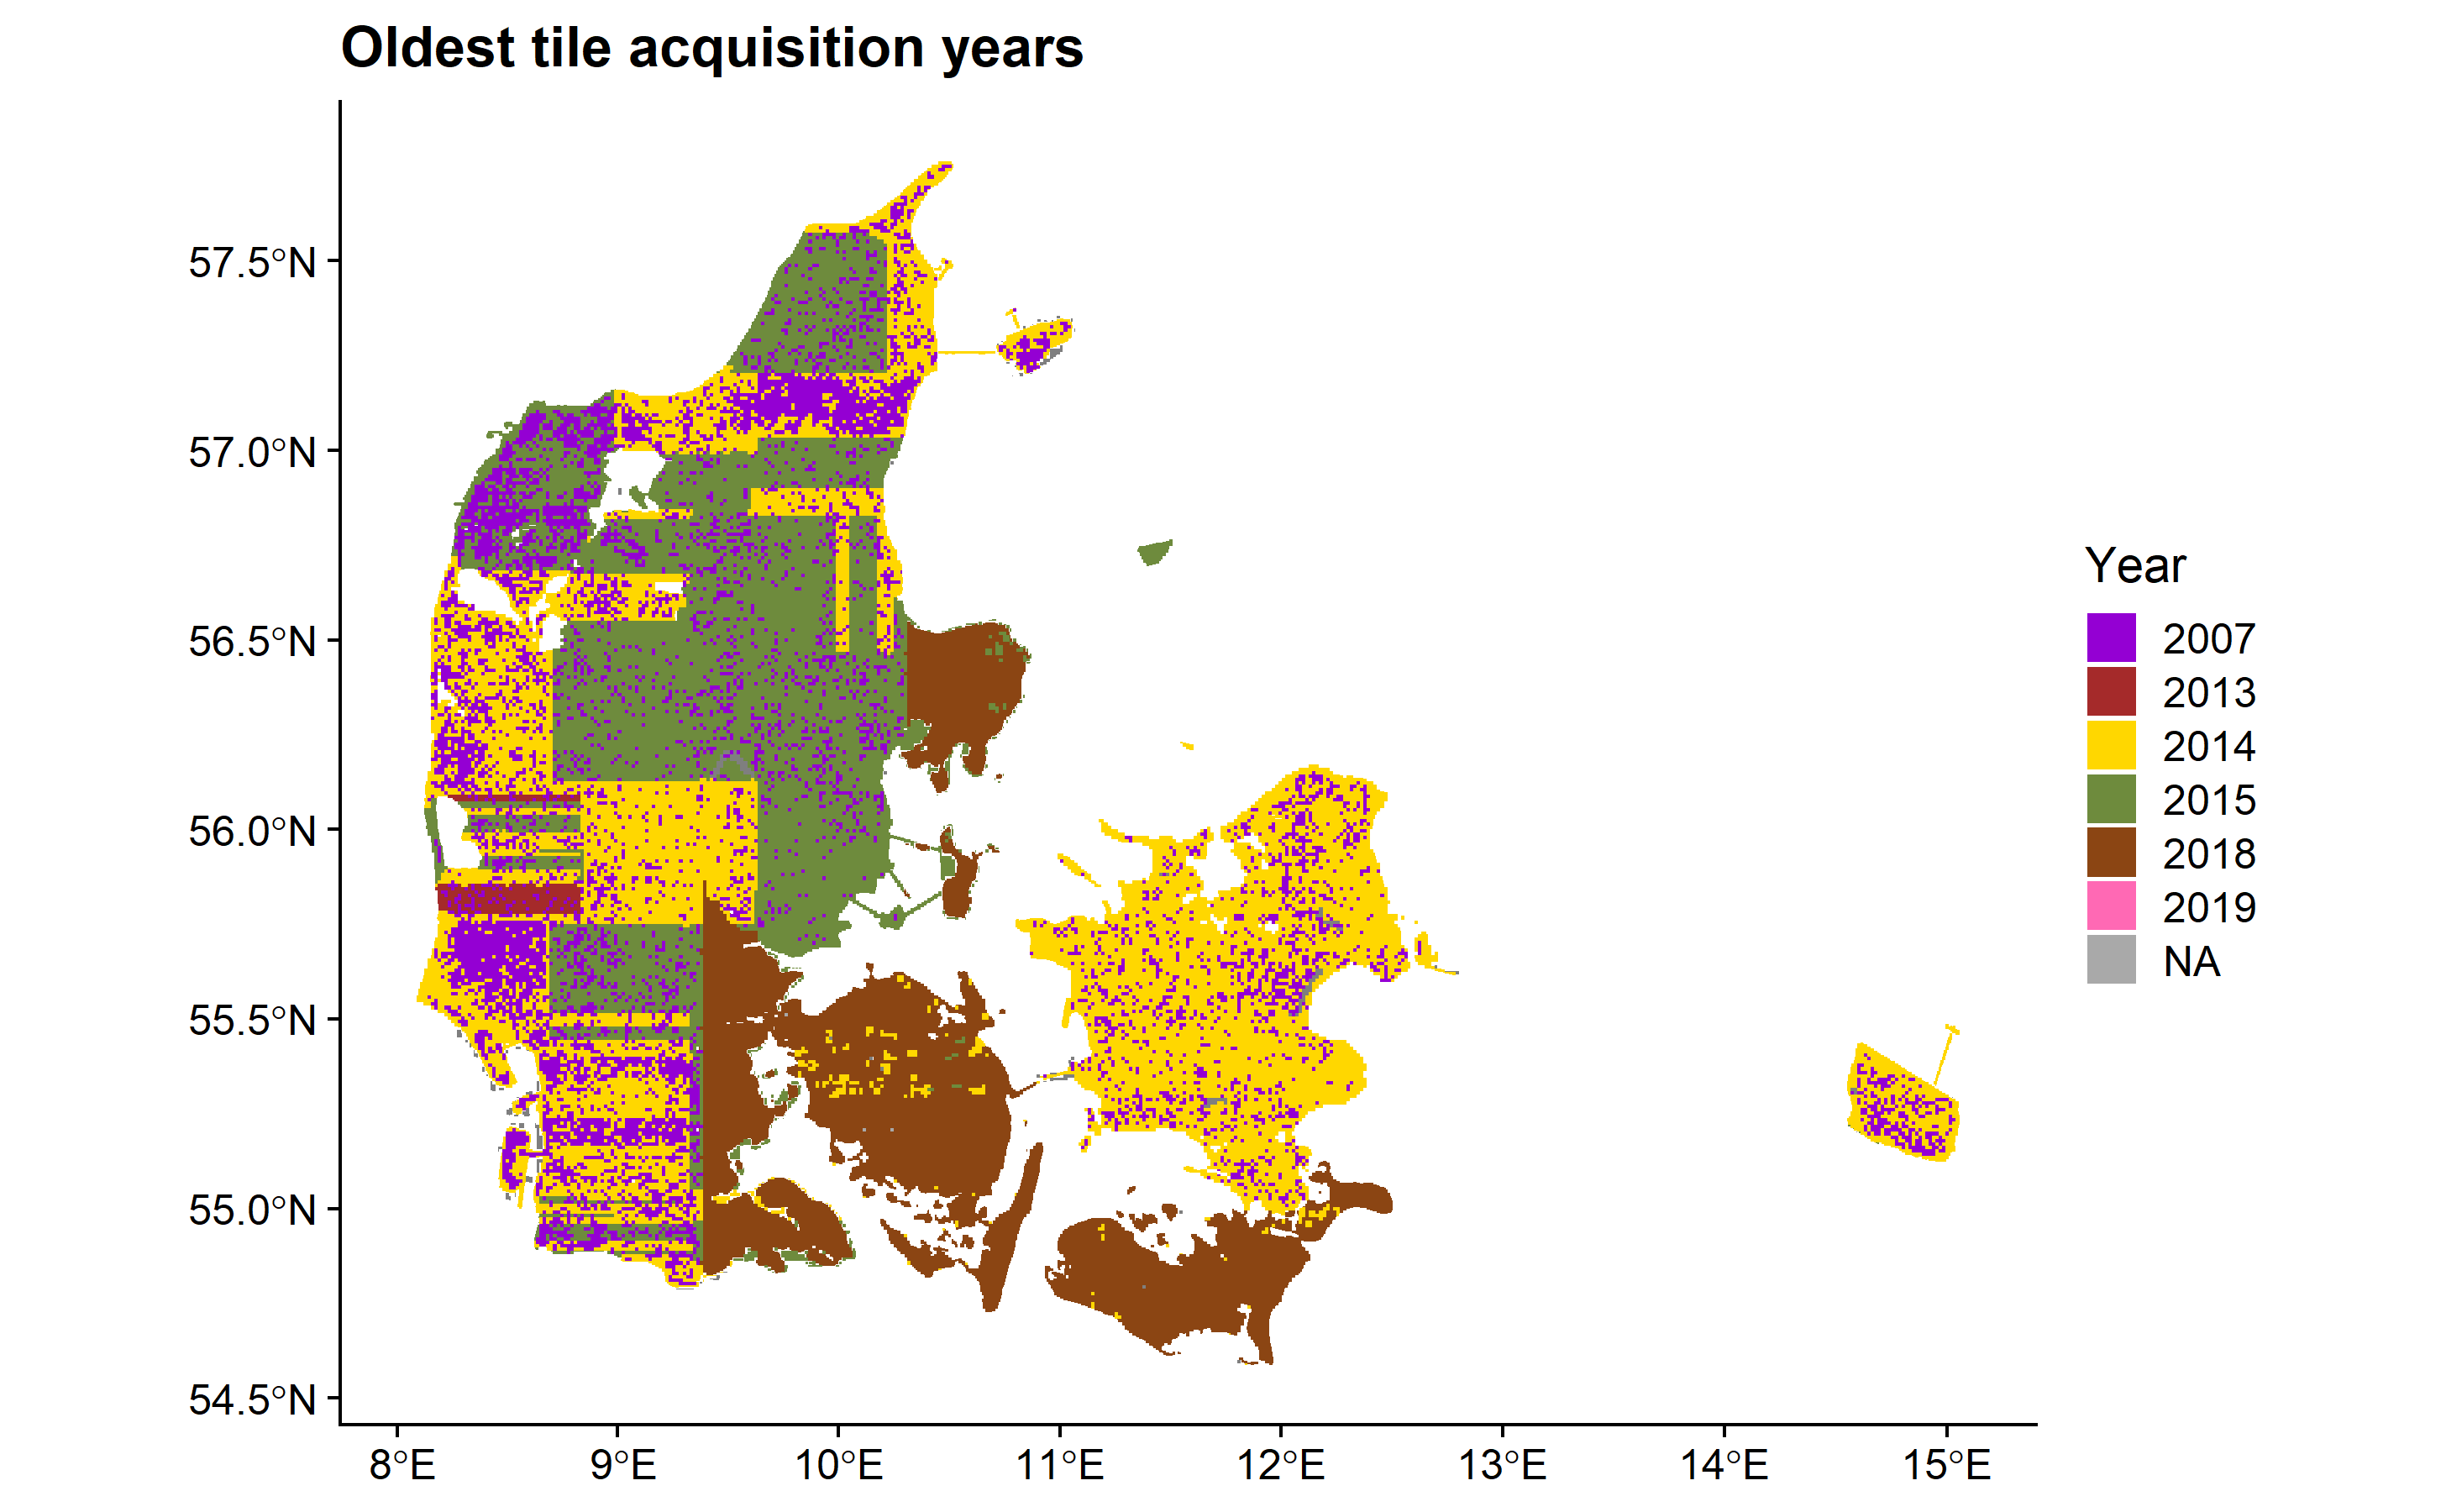 Oldest tile acquisition years
57.5°N
57.0°N
56.5°N
56.0°N
55.5°N
55.0°N
54.5°N
8°E 9°E 10°E 11°E 12°E 13°E 14°E 15°E
Year
2007
2013
2014
2015
2018
2019
NA